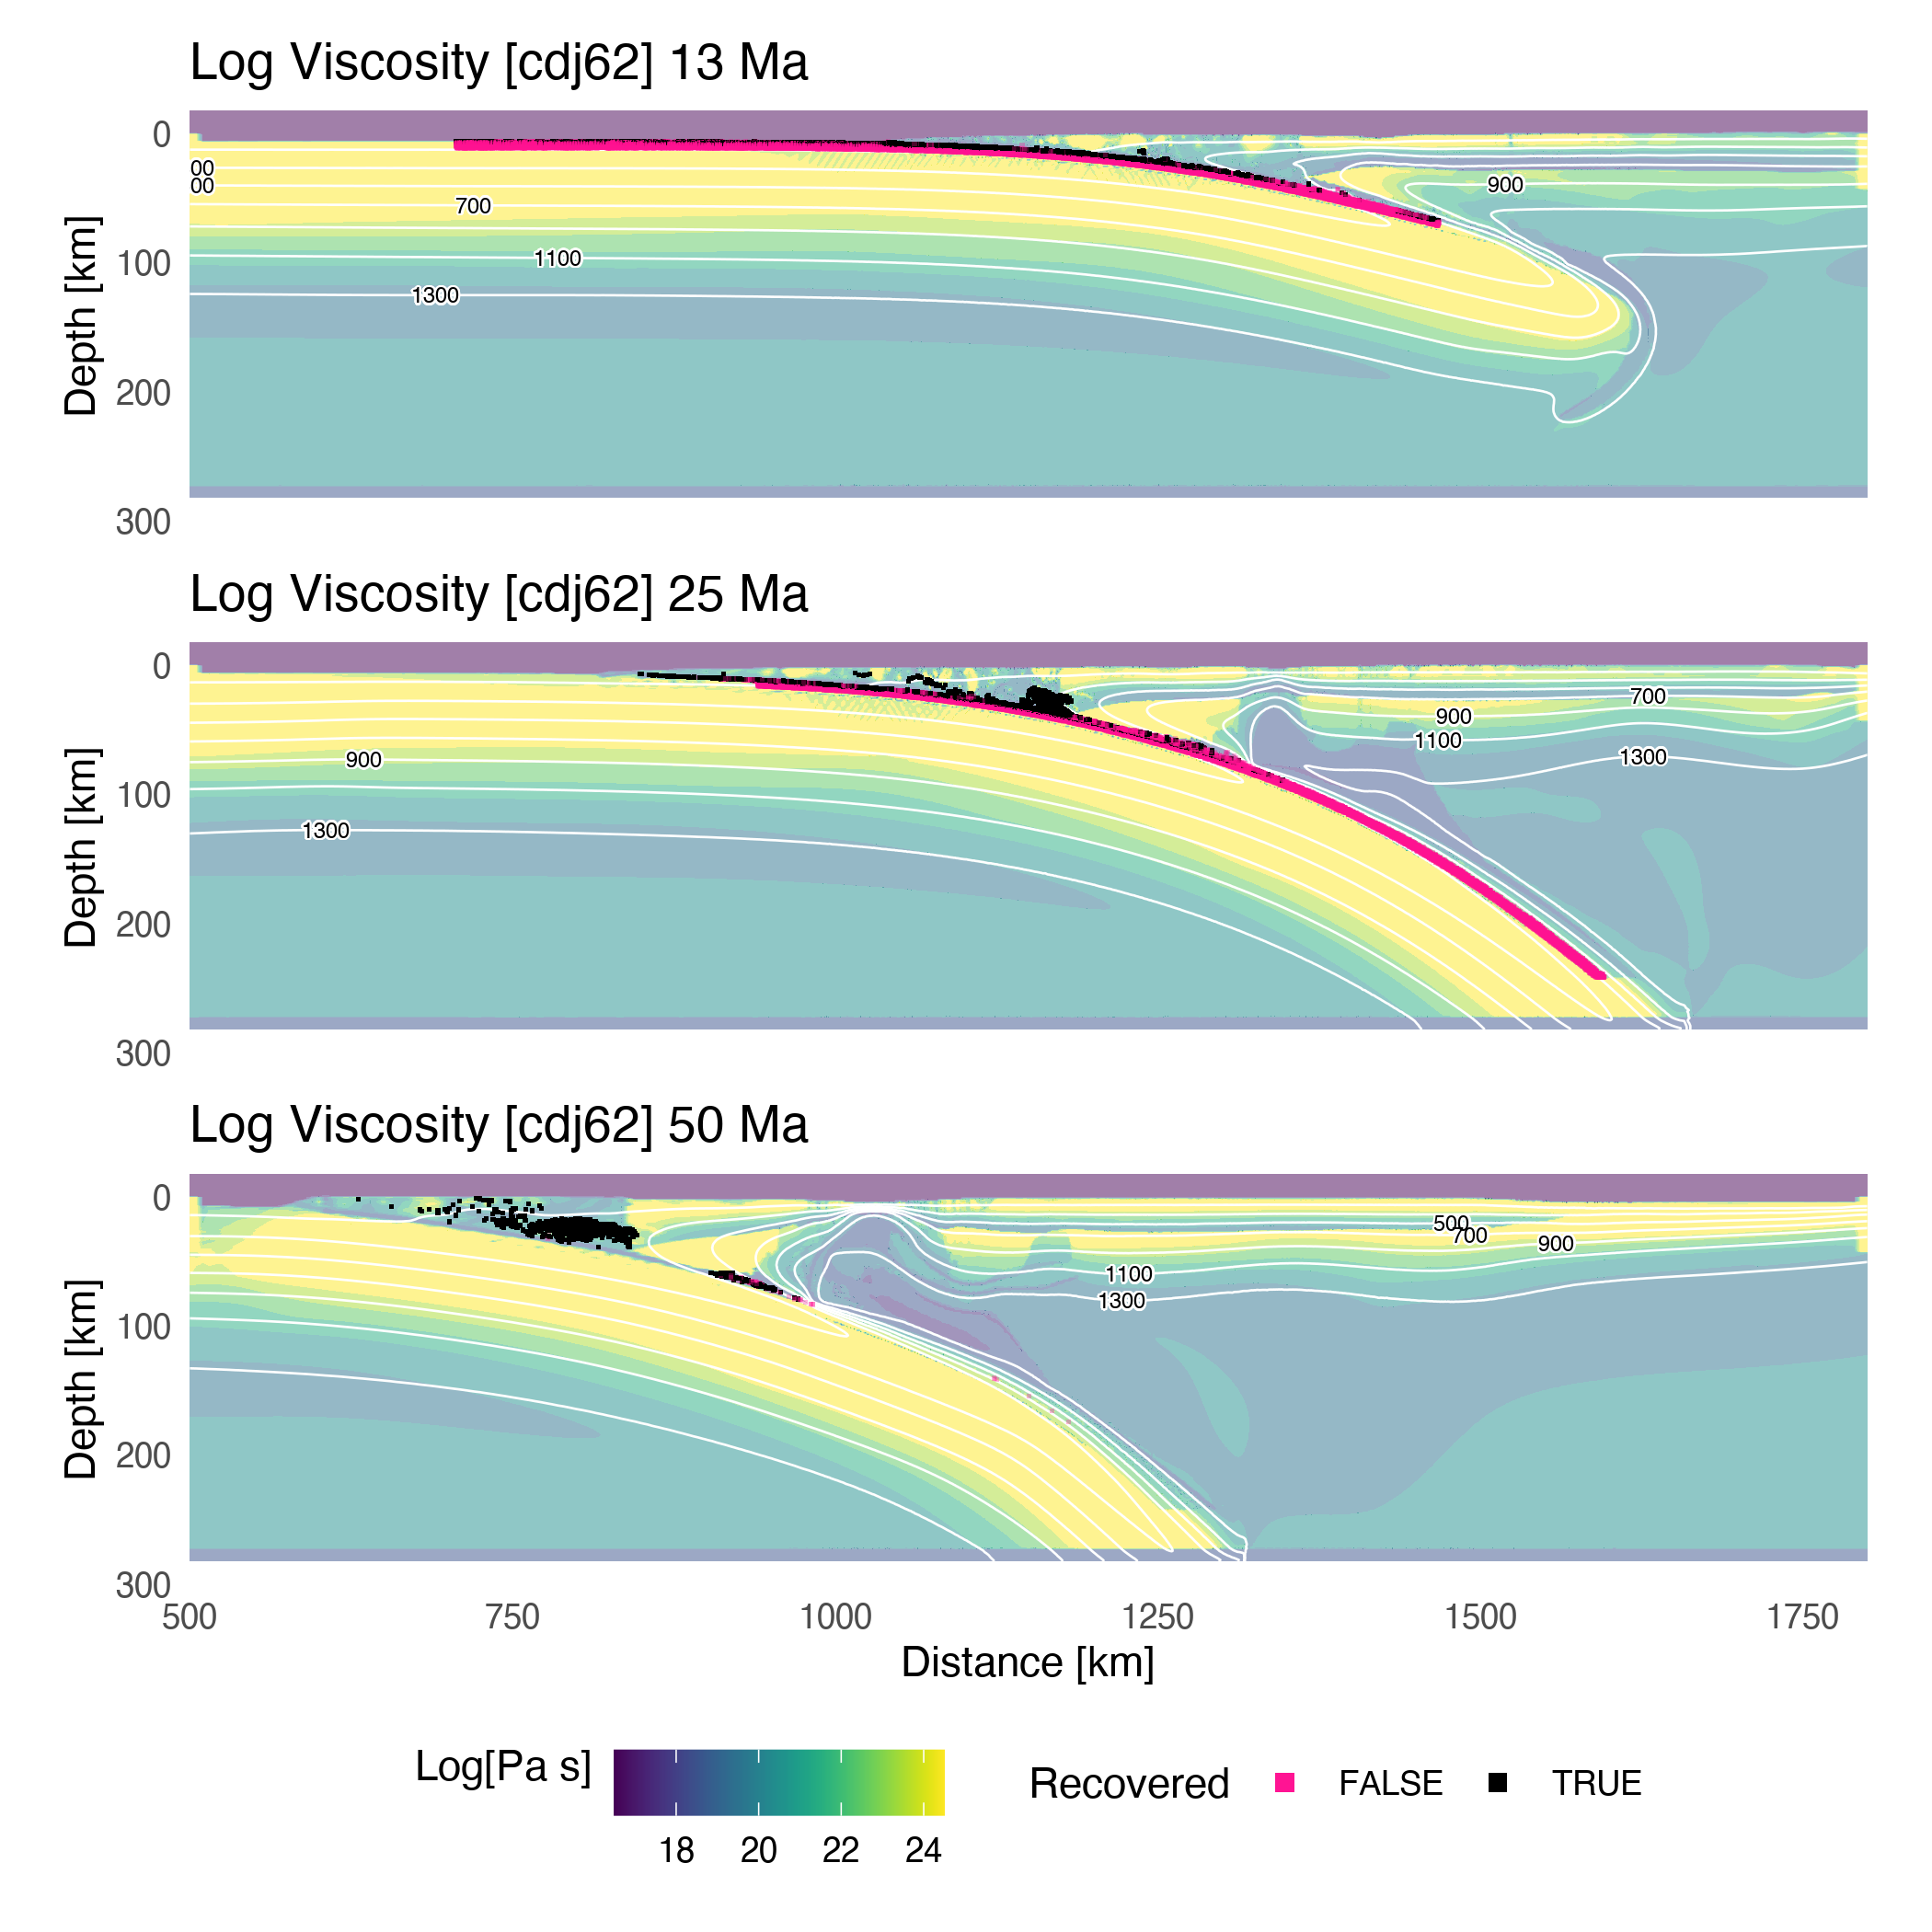 Log Viscosity [cdj62] 13 Ma
0
100
200
300
Depth [km]
00
00
700
1100
1300
900
Log Viscosity [cdj62] 25 Ma
0
100
200
300
Depth [km]
900
1300
700
900
1100
1300
Log Viscosity [cdj62] 50 Ma
0
100
200
300
Depth [km]
500
700
900
1100
1300
500 750 1000 1250 1500 1750
Distance [km]
Log[Pa s]
18 20 22 24
Recovered FALSE TRUE